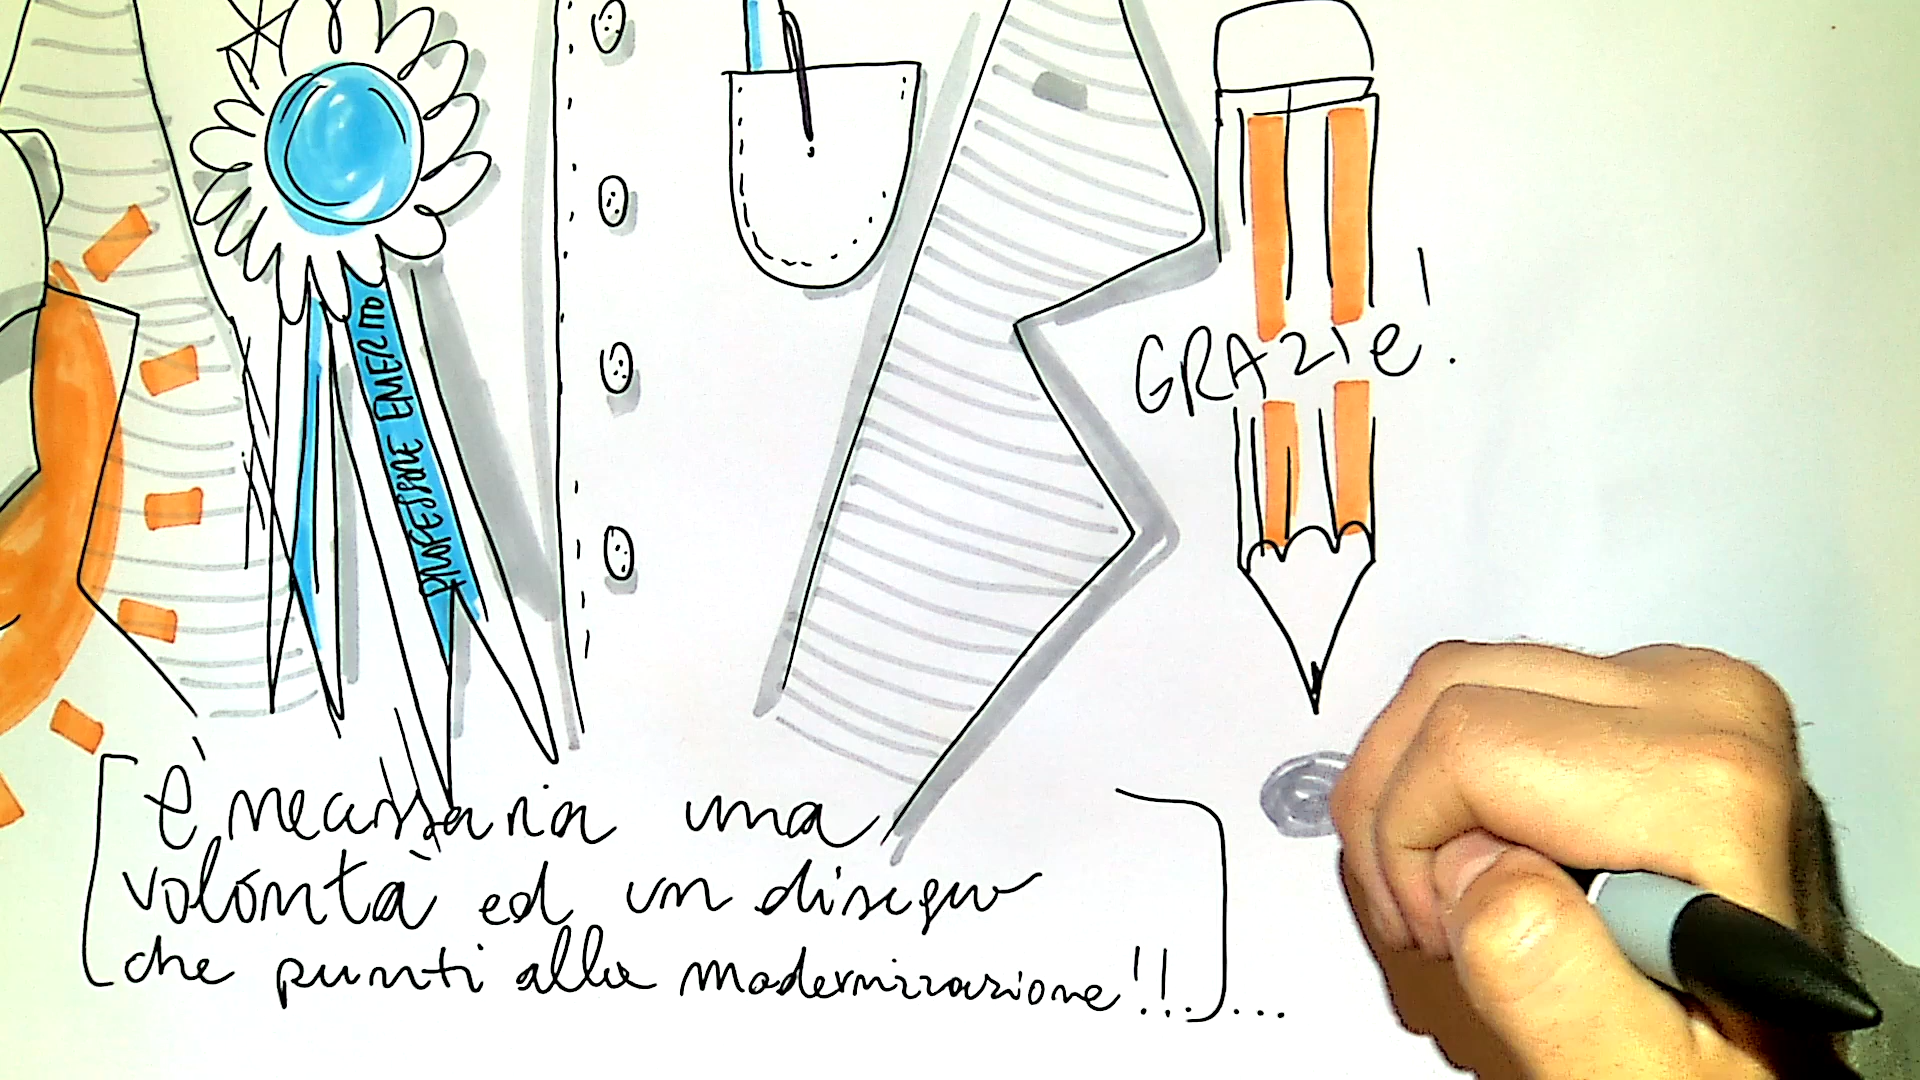 PROFESSORE EMERITO
GRAZIE!
[è necessaria una
volontà ed un disegno
che punti alla modernizzazione!!]...